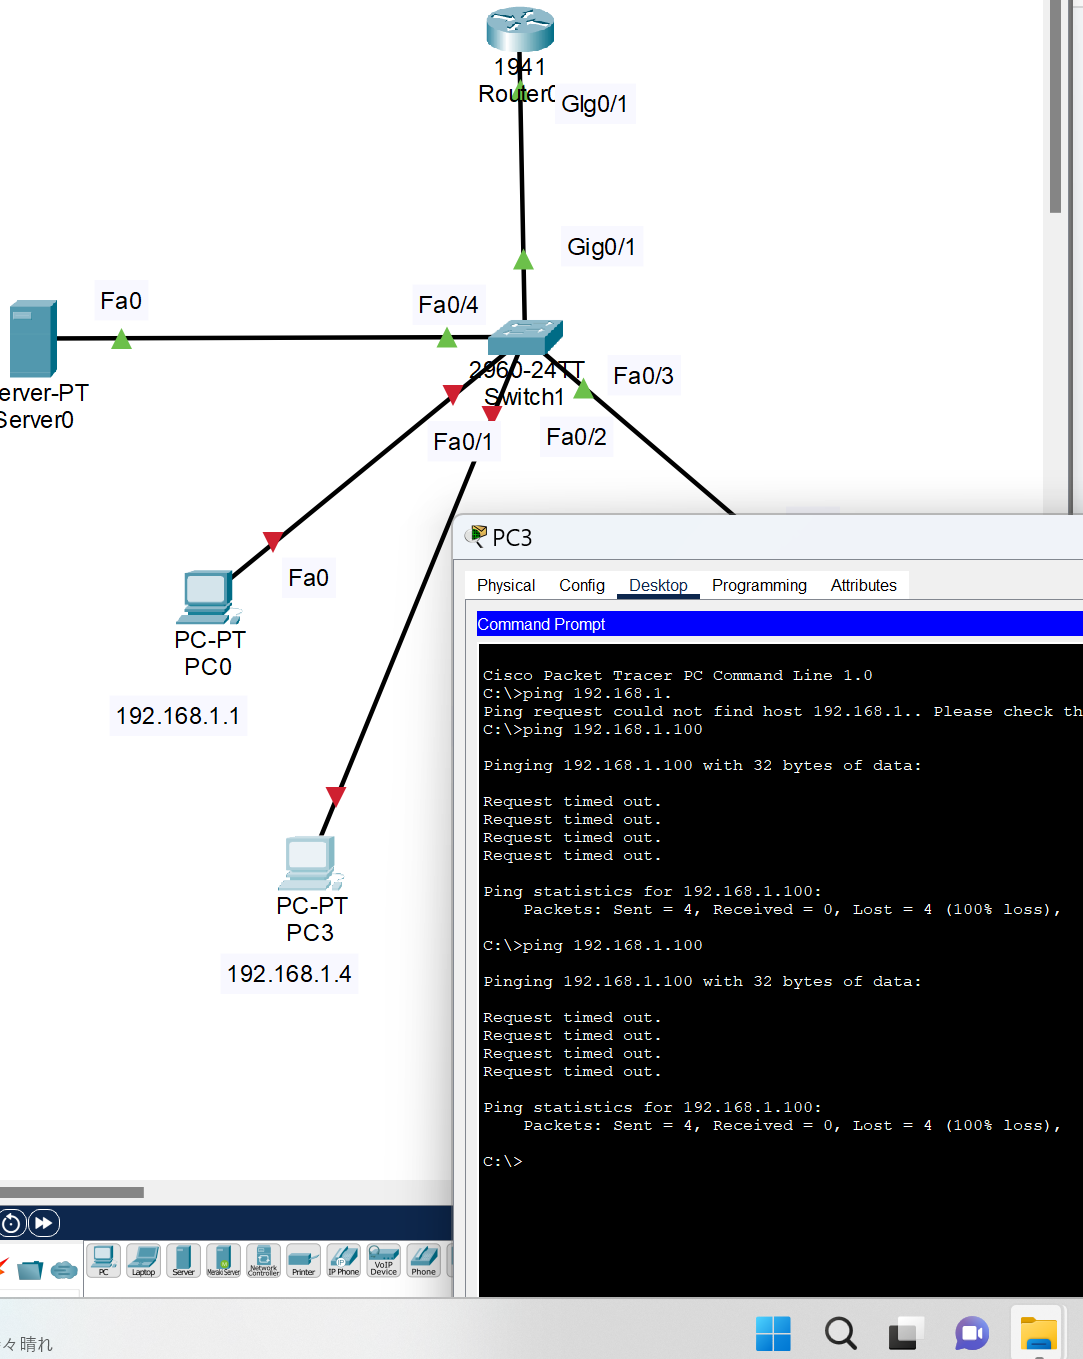 1941
Router0
GIg0/1
Gig0/1
Fa0
Fa0/4
erver-PT
Server0
2960-24TT
Switch1
Fa0/3
Fa0/1
Fa0/2
Fa0
PC-PT
PC0
192.168.1.1
PC-PT
PC3
192.168.1.4
PC3
Physical Config Desktop Programming Attributes
Command Prompt
Cisco Packet Tracer PC Command Line 1.0
C:\>ping 192.168.1.
Ping request could not find host 192.168.1.. Please check th
C:\>ping 192.168.1.100
Pinging 192.168.1.100 with 32 bytes of data:
Request timed out.
Request timed out.
Request timed out.
Request timed out.
Ping statistics for 192.168.1.100:
Packets: Sent = 4, Received = 0, Lost = 4 (100% loss),
C:\>ping 192.168.1.100
Pinging 192.168.1.100 with 32 bytes of data:
Request timed out.
Request timed out.
Request timed out.
Request timed out.
Ping statistics for 192.168.1.100:
Packets: Sent = 4, Received = 0, Lost = 4 (100% loss),
C:\>
PC Laptop Server MerakiServer Network Controller Printer IP Phone VoIP Device Phone
々晴れ